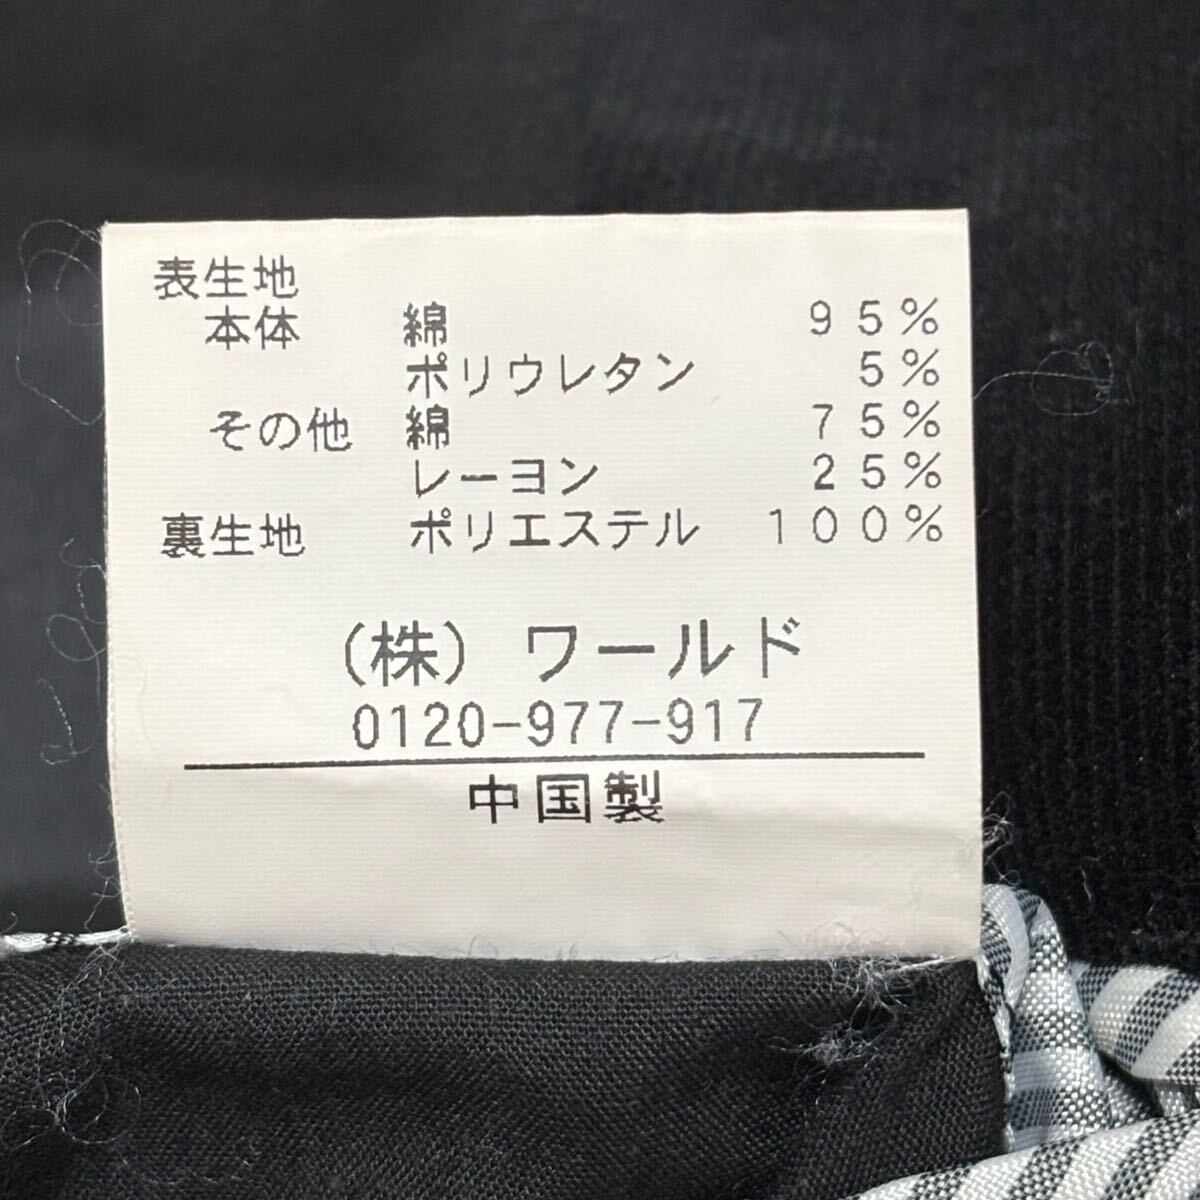 表生地
本体 綿 95%
ポリウレタン 5%
その他 綿 75%
レーヨン 25%
裏生地 ポリエステル 100%
(株) ワールド
0120-977-917
中国製